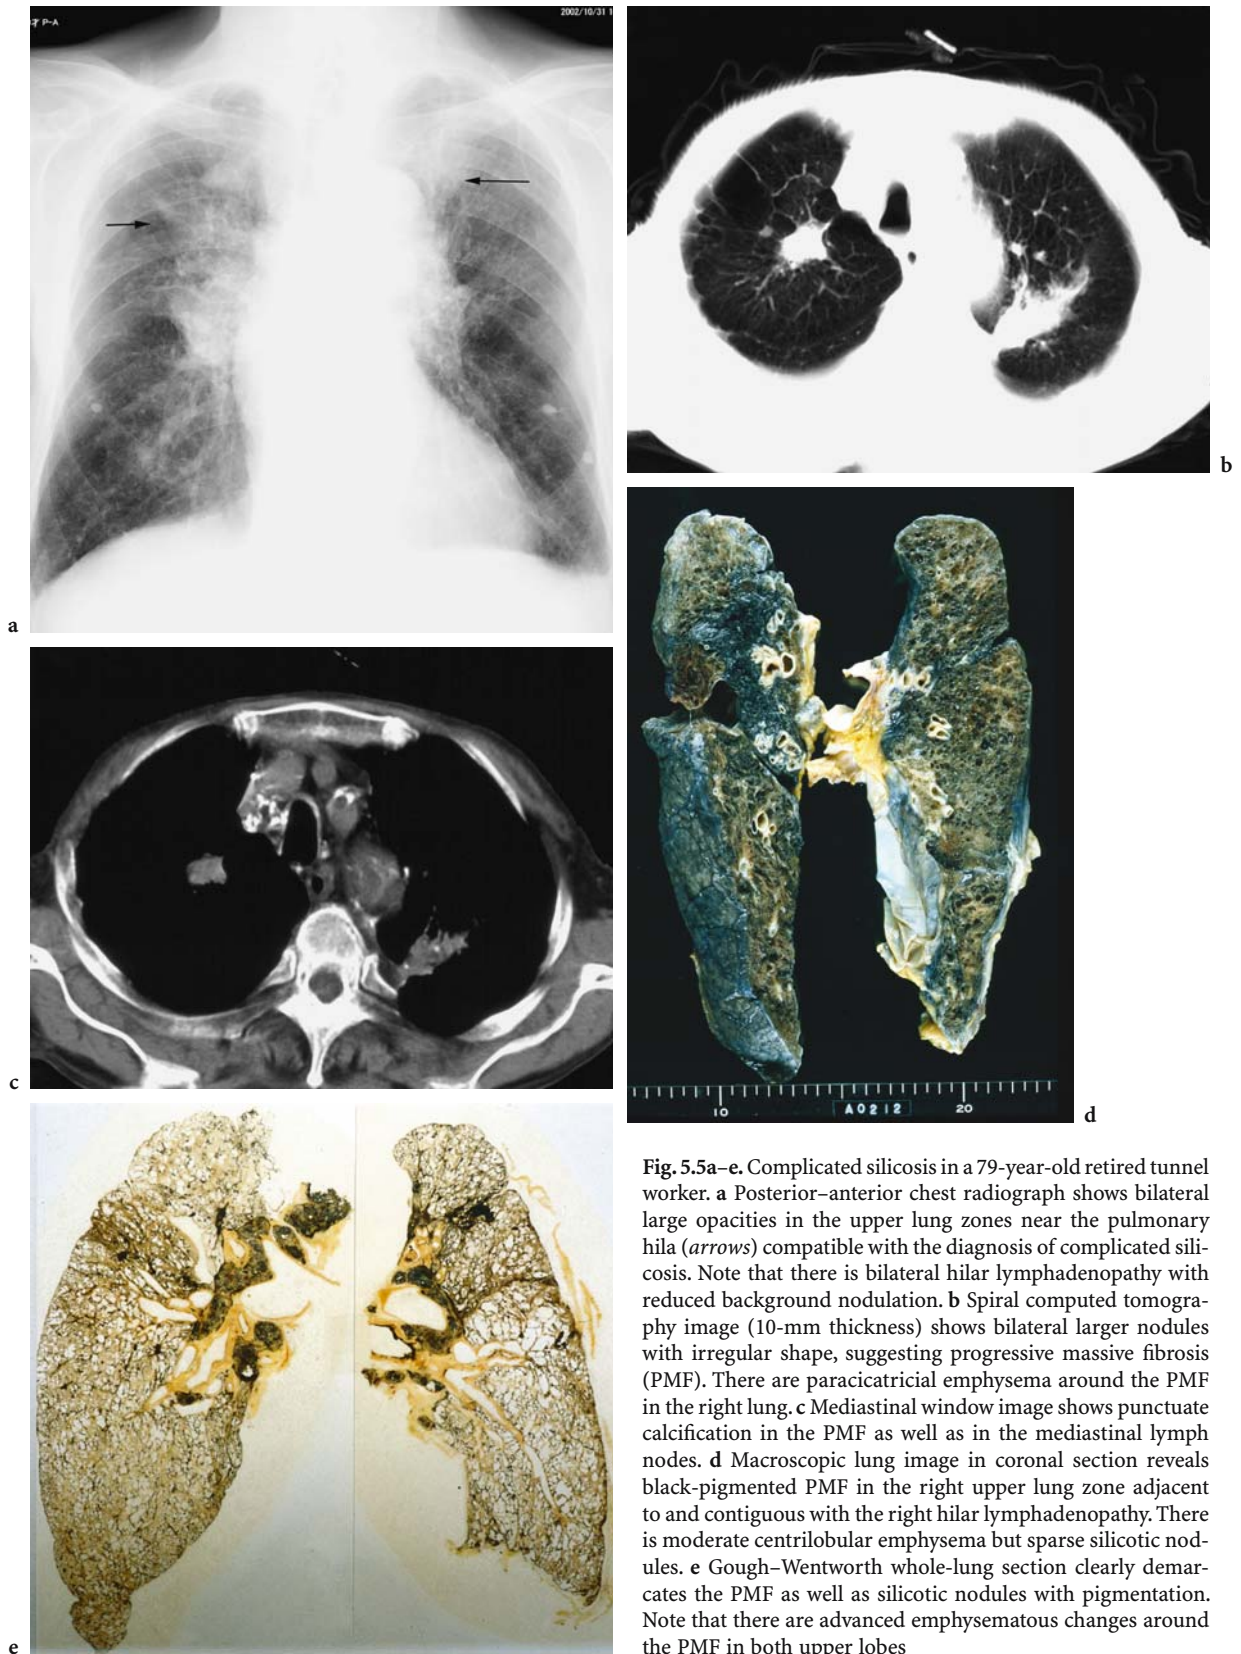 才 P-A
2002/10/31 1
a
b
c
10
A0212
20
d
e
Fig. 5.5a–e. Complicated silicosis in a 79-year-old retired tunnel
worker. a Posterior–anterior chest radiograph shows bilateral
large opacities in the upper lung zones near the pulmonary
hila (arrows) compatible with the diagnosis of complicated sili-
cosis. Note that there is bilateral hilar lymphadenopathy with
reduced background nodulation. b Spiral computed tomogra-
phy image (10-mm thickness) shows bilateral larger nodules
with irregular shape, suggesting progressive massive fibrosis
(PMF). There are paracicatricial emphysema around the PMF
in the right lung. c Mediastinal window image shows punctuate
calcification in the PMF as well as in the mediastinal lymph
nodes. d Macroscopic lung image in coronal section reveals
black-pigmented PMF in the right upper lung zone adjacent
to and contiguous with the right hilar lymphadenopathy. There
is moderate centrilobular emphysema but sparse silicotic nod-
ules. e Gough–Wentworth whole-lung section clearly demar-
cates the PMF as well as silicotic nodules with pigmentation.
Note that there are advanced emphysematous changes around
the PMF in both upper lobes